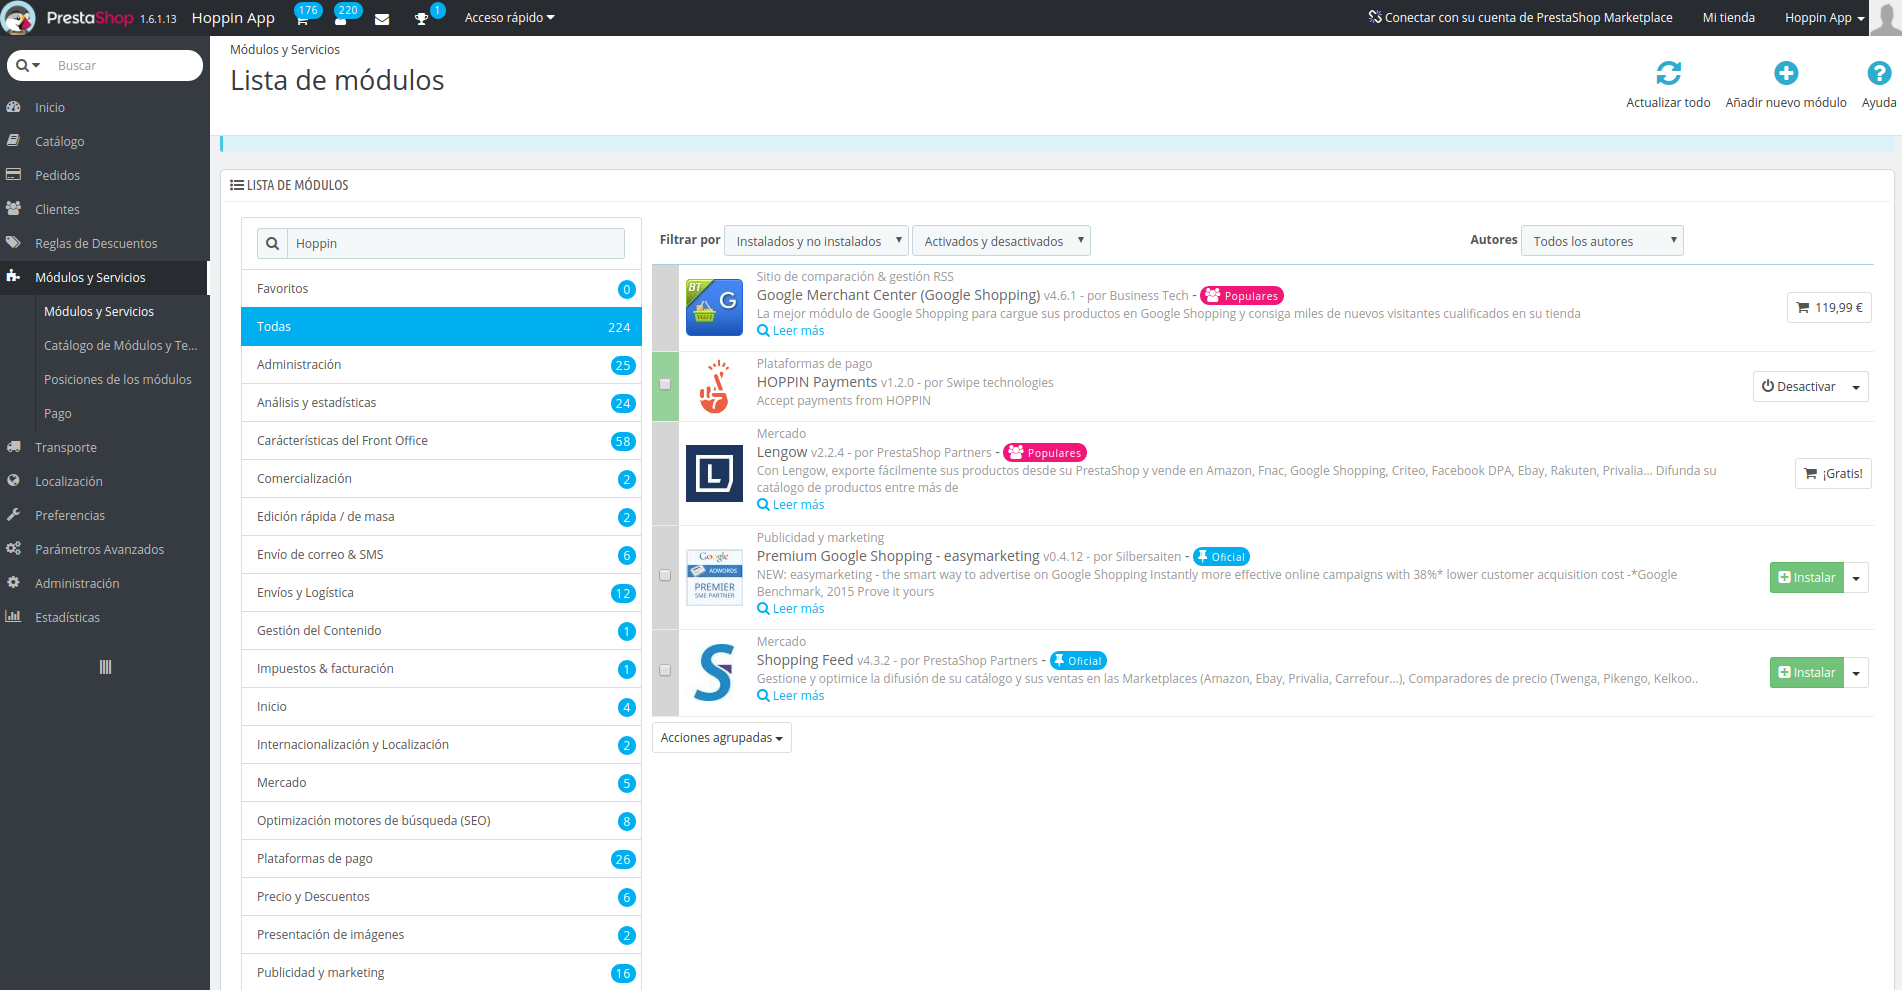 PrestaShop 1.6.1.13 Hoppin App 176 220 1 Acceso rápido Conectar con su cuenta de PrestaShop Marketplace Mi tienda Hoppin App
Buscar
Inicio
Catálogo
Pedidos
Clientes
Reglas de Descuentos
Módulos y Servicios
Módulos y Servicios
Catálogo de Módulos y Te...
Posiciones de los módulos
Pago
Transporte
Localización
Preferencias
Parámetros Avanzados
Administración
Estadísticas
Módulos y Servicios
Lista de módulos
Actualizar todo Añadir nuevo módulo Ayuda
LISTA DE MÓDULOS
Hoppin
Favoritos 0
Todas 224
Administración 25
Análisis y estadísticas 24
Carácterísticas del Front Office 58
Comercialización 2
Edición rápida / de masa 2
Envío de correo & SMS 6
Envíos y Logística 12
Gestión del Contenido 1
Impuestos & facturación 1
Inicio 4
Internacionalización y Localización 2
Mercado 5
Optimización motores de búsqueda (SEO) 8
Plataformas de pago 26
Precio y Descuentos 6
Presentación de imágenes 2
Publicidad y marketing 16
Filtrar por Instalados y no instalados Activados y desactivados Autores Todos los autores
Sitio de comparación & gestión RSS
BT G
Google Merchant Center (Google Shopping) v4.6.1 - por Business Tech - Populares
La mejor módulo de Google Shopping para cargue sus productos en Google Shopping y consiga miles de nuevos visitantes cualificados en su tienda
Leer más
119,99 €
Plataformas de pago
HOPPIN Payments v1.2.0 - por Swipe technologies
Accept payments from HOPPIN
Desactivar
Mercado
L
Lengow v2.2.4 - por PrestaShop Partners - Populares
Con Lengow, exporte fácilmente sus productos desde su PrestaShop y vende en Amazon, Fnac, Google Shopping, Criteo, Facebook DPA, Ebay, Rakuten, Privalia... Difunda su
catálogo de productos entre más de
Leer más
¡Gratis!
Publicidad y marketing
Google
ADWORDS
PREMIER
SME PARTNER
Premium Google Shopping - easymarketing v0.4.12 - por Silbersaiten - Oficial
NEW: easymarketing - the smart way to advertise on Google Shopping Instantly more effective online campaigns with 38%* lower customer acquisition cost -*Google
Benchmark, 2015 Prove it yours
Leer más
Instalar
Mercado
S
Shopping Feed v4.3.2 - por PrestaShop Partners - Oficial
Gestione y optimice la difusión de su catálogo y sus ventas en las Marketplaces (Amazon, Ebay, Privalia, Carrefour...), Comparadores de precio (Twenga, Pikengo, Kelkoo..
Leer más
Instalar
Acciones agrupadas